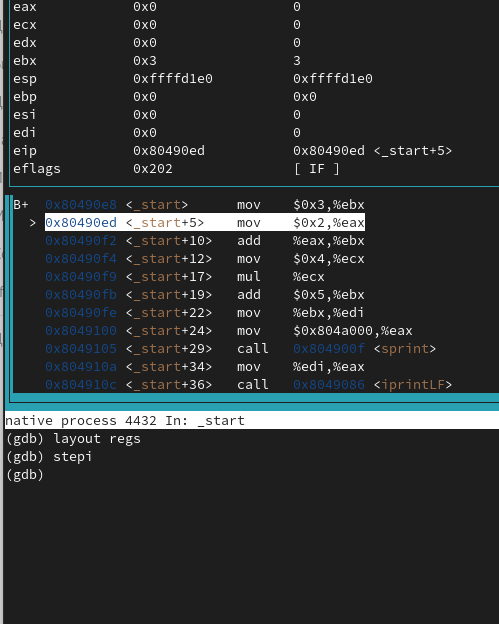 eax 0x0 0
ecx 0x0 0
edx 0x0 0
ebx 0x3 3
esp 0xffffd1e0 0xffffd1e0
ebp 0x0 0x0
esi 0x0 0
edi 0x0 0
eip 0x80490ed 0x80490ed <_start+5>
eflags 0x202 [ IF ]
B+ 0x80490e8 <_start> mov $0x3,%ebx
> 0x80490ed <_start+5> mov $0x2,%eax
0x80490f2 <_start+10> add %eax,%ebx
0x80490f4 <_start+12> mov $0x4,%ecx
0x80490f9 <_start+17> mul %ecx
0x80490fb <_start+19> add $0x5,%ebx
0x80490fe <_start+22> mov %ebx,%edi
0x8049100 <_start+24> mov $0x804a000,%eax
0x8049105 <_start+29> call 0x804900f <sprint>
0x804910a <_start+34> mov %edi,%eax
0x804910c <_start+36> call 0x8049086 <iprintLF>
native process 4432 In: _start
(gdb) layout regs
(gdb) stepi
(gdb)